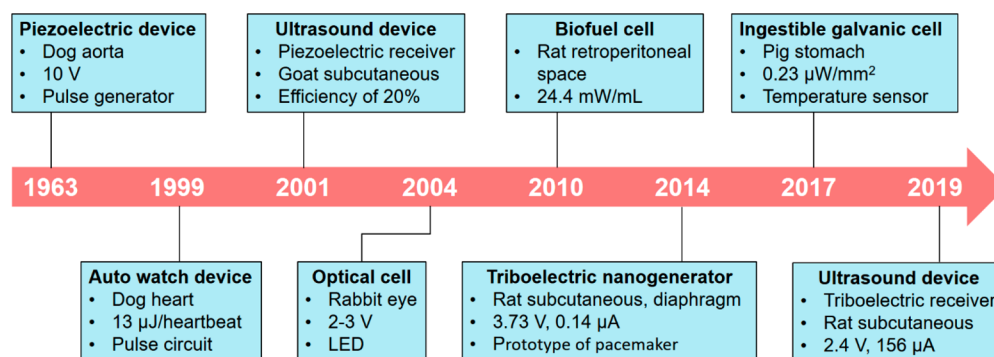 Piezoelectric device
• Dog aorta
• 10 V
• Pulse generator
Ultrasound device
• Piezoelectric receiver
• Goat subcutaneous
• Efficiency of 20%
Biofuel cell
• Rat retroperitoneal
space
• 24.4 mW/mL
Ingestible galvanic cell
• Pig stomach
• 0.23 µW/mm²
• Temperature sensor
1963 1999 2001 2004 2010 2014 2017 2019
Auto watch device
• Dog heart
• 13 µJ/heartbeat
• Pulse circuit
Optical cell
• Rabbit eye
• 2-3 V
• LED
Triboelectric nanogenerator
• Rat subcutaneous, diaphragm
• 3.73 V, 0.14 µA
• Prototype of pacemaker
Ultrasound device
• Triboelectric receiver
• Rat subcutaneous
• 2.4 V, 156 µA